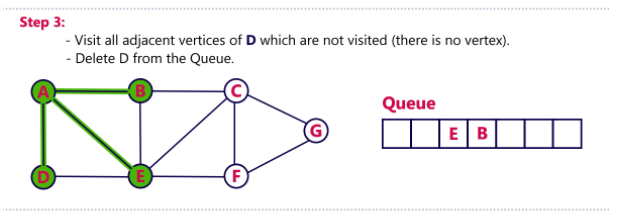 Step 3:
- Visit all adjacent vertices of D which are not visited (there is no vertex).
- Delete D from the Queue.
A B C
Queue
G
E B
D E F